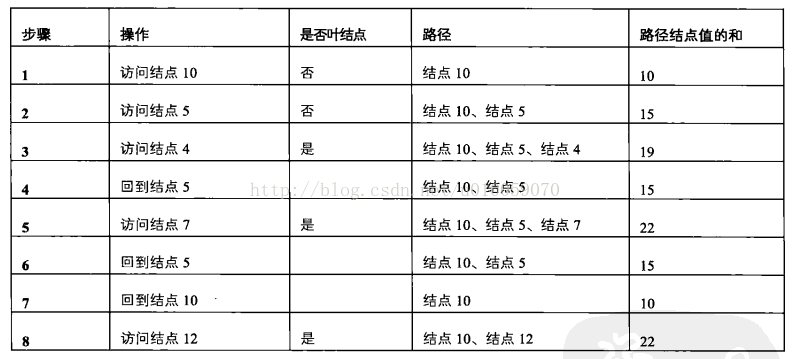 步骤 操作 是否叶结点 路径 路径结点值的和
1 访问结点 10 否 结点 10 10
2 访问结点 5 否 结点 10、结点 5 15
3 访问结点 4 是 结点 10、结点 5、结点 4 19
4 回到结点 5 结点 10、结点 5 15
5 访问结点 7 是 结点 10、结点 5、结点 7 22
6 回到结点 5 结点 10、结点 5 15
7 回到结点 10 结点 10 10
8 访问结点 12 是 结点 10、结点 12 22